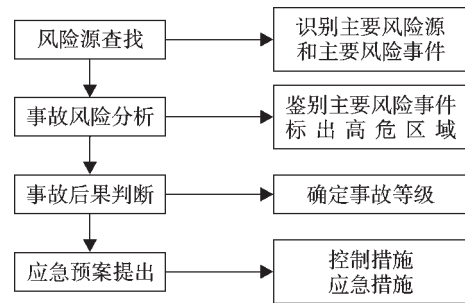 风险源查找
识别主要风险源
和主要风险事件
事故风险分析
鉴别主要风险事件
标出高危区域
事故后果判断
确定事故等级
应急预案提出
控制措施
应急措施